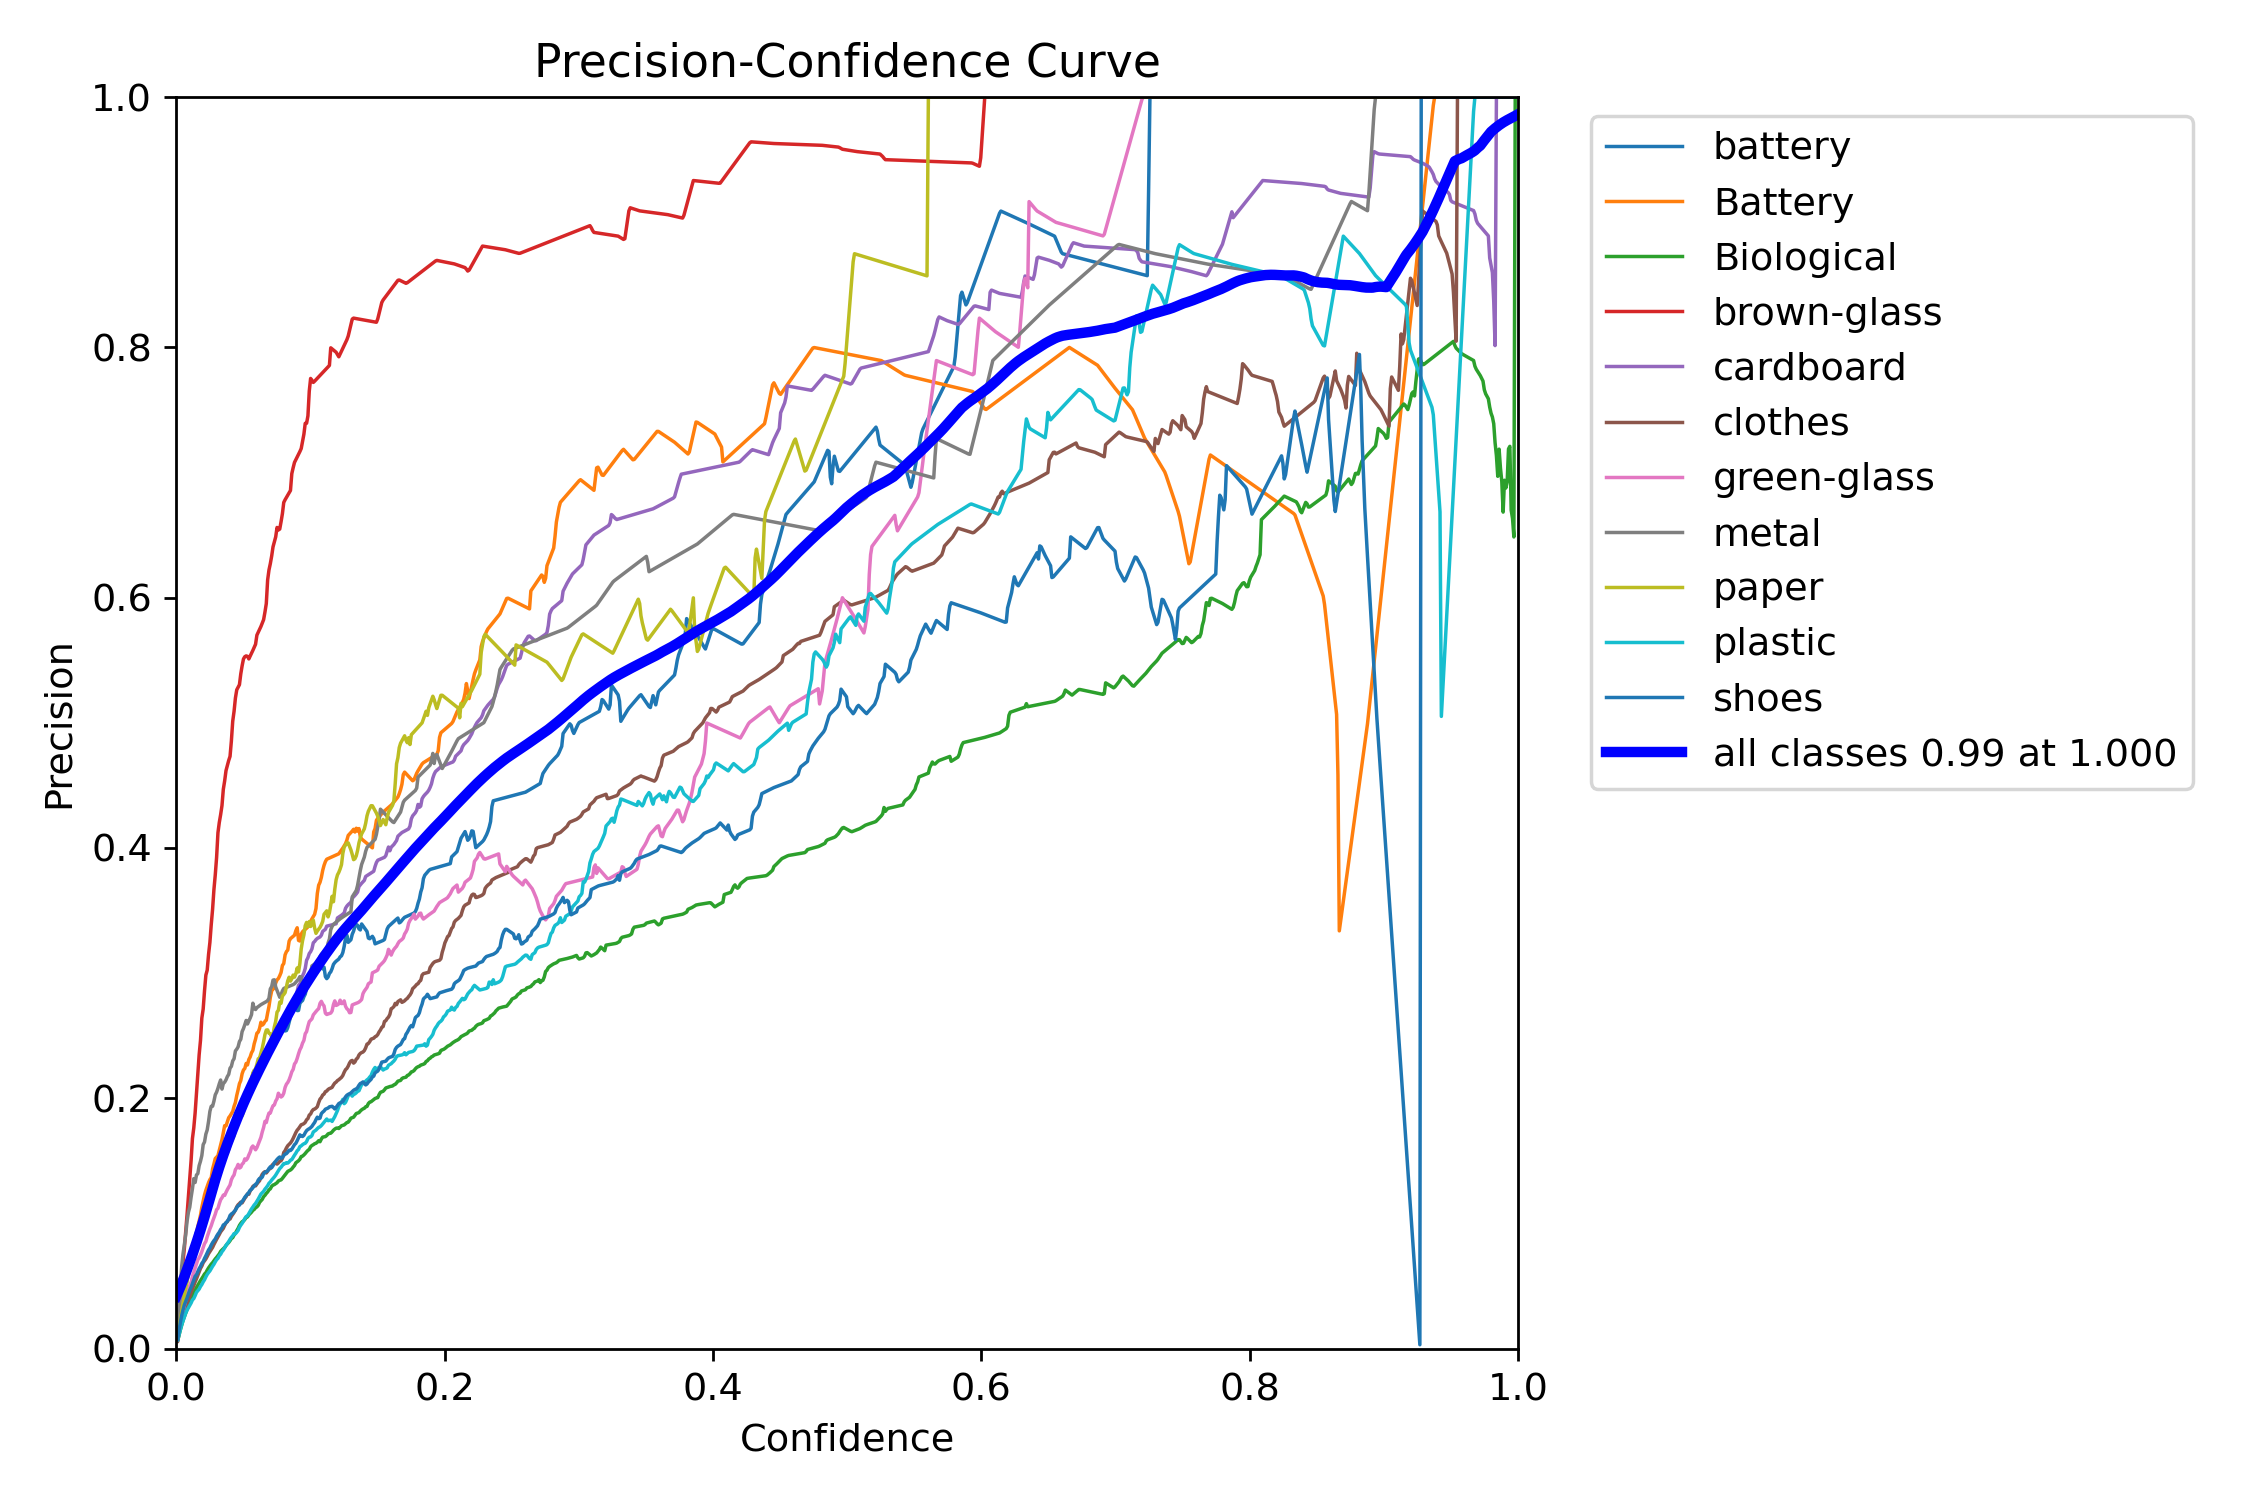 Precision-Confidence Curve
1.0
0.8
0.6
0.4
0.2
0.0
Precision
0.0 0.2 0.4 0.6 0.8 1.0
Confidence
battery
Battery
Biological
brown-glass
cardboard
clothes
green-glass
metal
paper
plastic
shoes
all classes 0.99 at 1.000